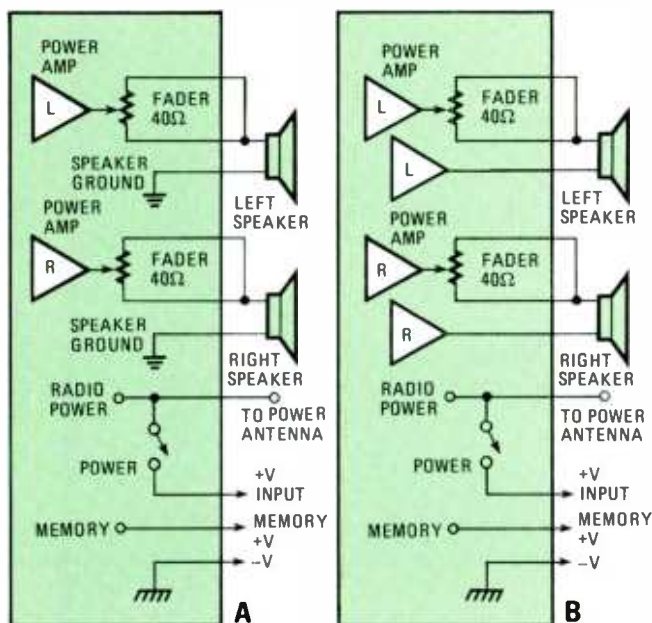 POWER
AMP
L
FADER
40Ω
SPEAKER
GROUND
LEFT
SPEAKER
POWER
AMP
R
FADER
40Ω
SPEAKER
GROUND
RIGHT
SPEAKER
RADIO
POWER
TO POWER
ANTENNA
POWER
+V
INPUT
MEMORY
MEMORY
+V
-V
A
POWER
AMP
L
FADER
40Ω
L
LEFT
SPEAKER
POWER
AMP
R
FADER
40Ω
R
RIGHT
SPEAKER
RADIO
POWER
TO POWER
ANTENNA
POWER
+V
INPUT
MEMORY
MEMORY
+V
-V
B